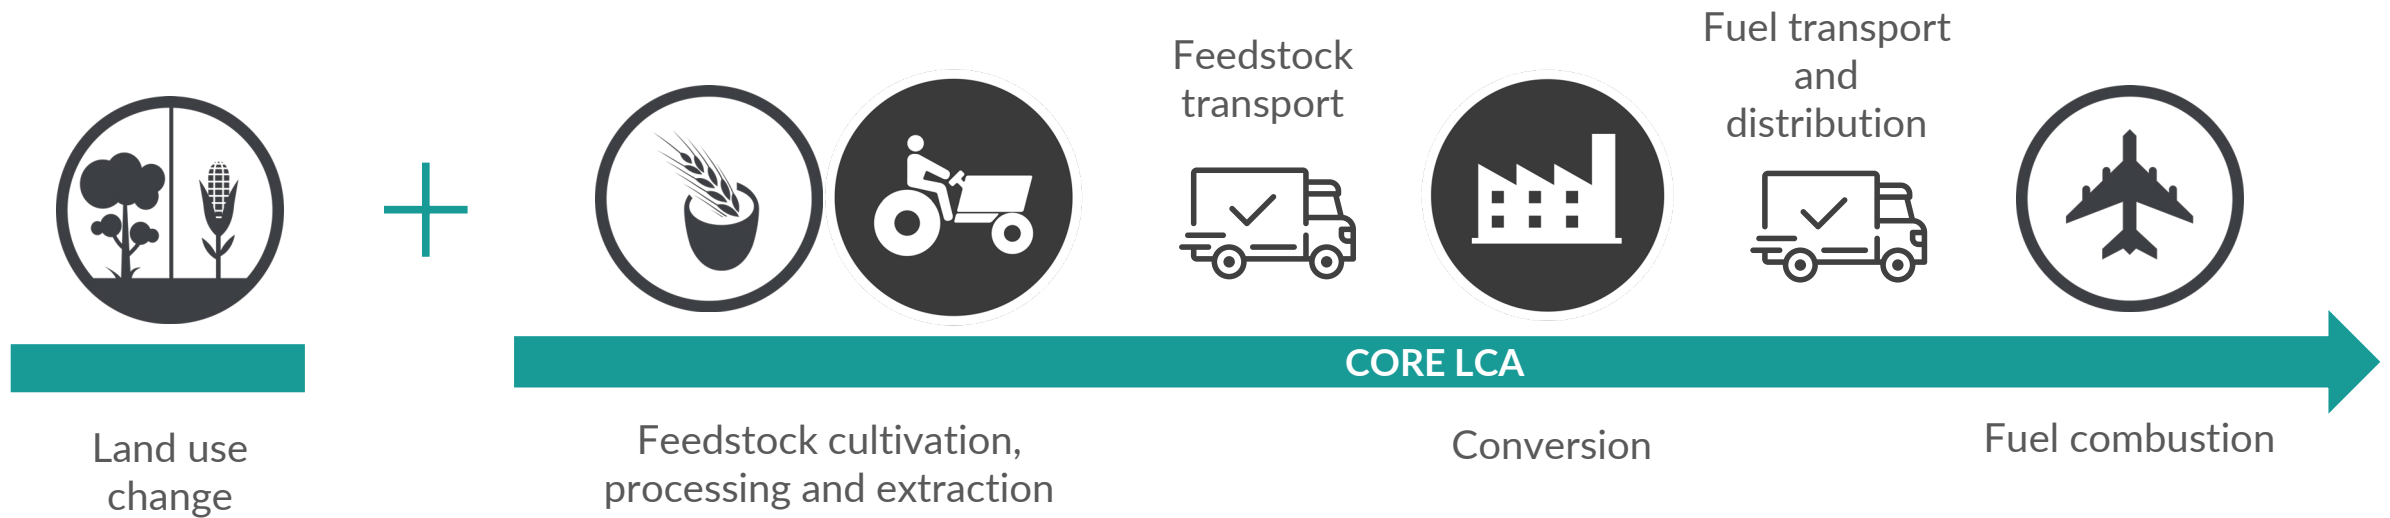 Land use
change
Feedstock cultivation,
processing and extraction
Feedstock
transport
CORE LCA
Conversion
Fuel transport
and
distribution
Fuel combustion